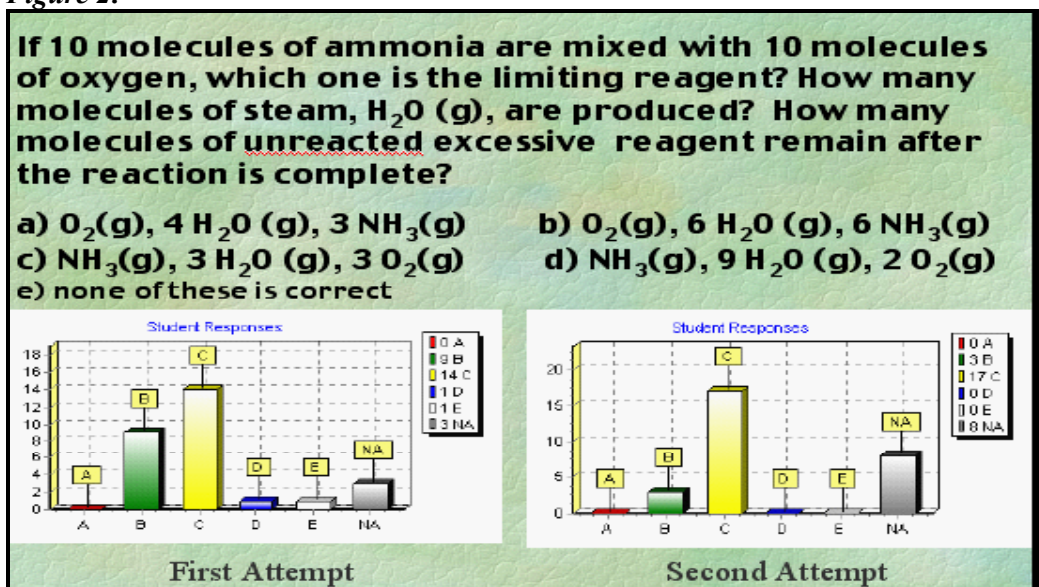 Figure 2.
If 10 molecules of ammonia are mixed with 10 molecules
of oxygen, which one is the limiting reagent? How many
molecules of steam, H₂O (g), are produced? How many
molecules of unreacted excessive reagent remain after
the reaction is complete?
a) O₂(g), 4 H₂O (g), 3 NH₃(g) b) O₂(g), 6 H₂O (g), 6 NH₃(g)
c) NH₃(g), 3 H₂O (g), 3 O₂(g) d) NH₃(g), 9 H₂O (g), 2 O₂(g)
e) none of these is correct
Student Responses
18
16
14
12
10
8
6
4
2
0
A
B
C
D
E
NA
A B C D E NA
0 A
9 B
14 C
1 D
1 E
3 NA
First Attempt
Student Responses
20
15
10
5
0
A
B
C
D
E
NA
A B C D E NA
0 A
3 B
17 C
0 D
0 E
8 NA
Second Attempt